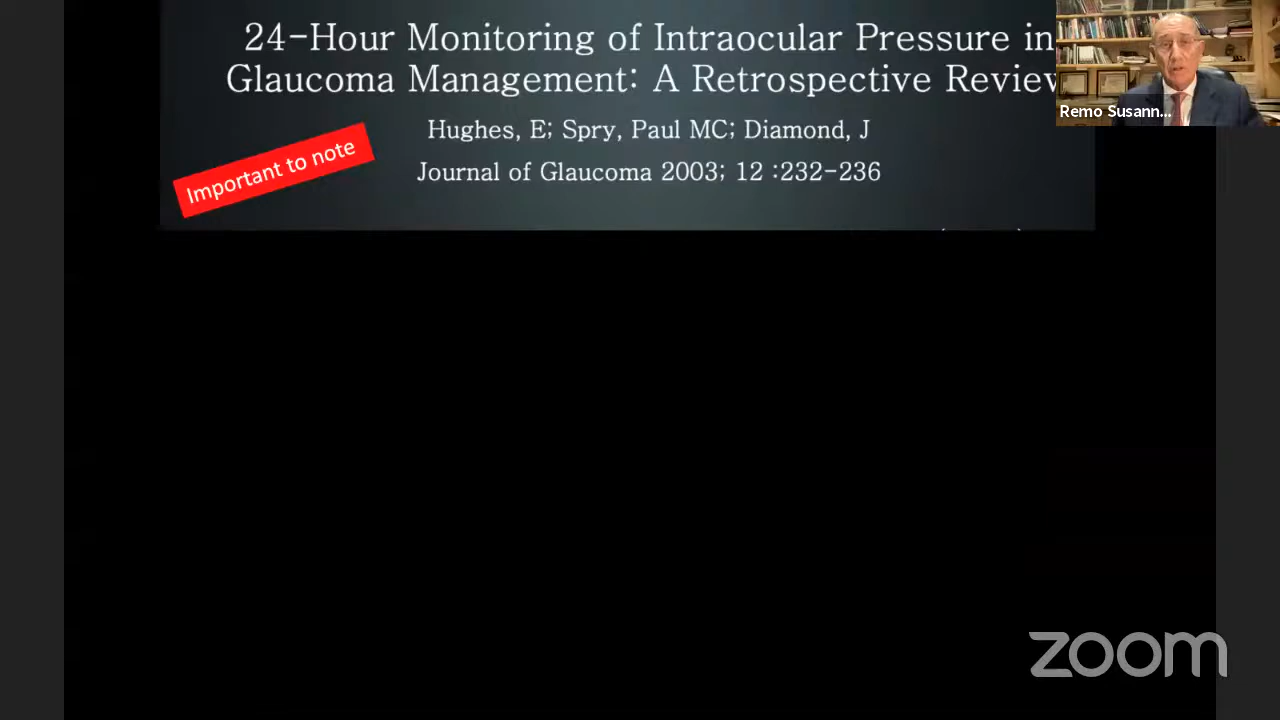 24-Hour Monitoring of Intraocular Pressure in
Glaucoma Management: A Retrospective Review
Hughes, E; Spry, Paul MC; Diamond, J
Journal of Glaucoma 2003; 12 :232-236
Important to note
Remo Susann...
zoom